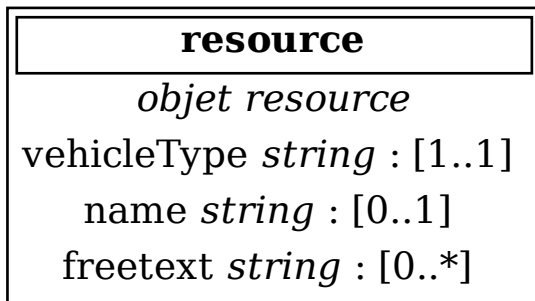 resource
objet resource
vehicleType string : [1..1]
name string : [0..1]
freetext string : [0..*]